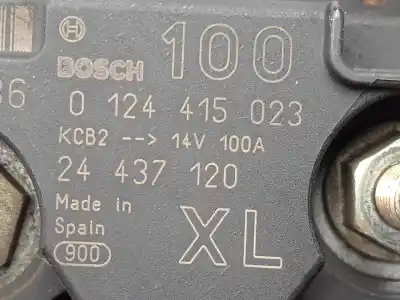 100
BOSCH
0 124 415 023
KCB2 --> 14V 100A
24 437 120
Made in
Spain
900
XL